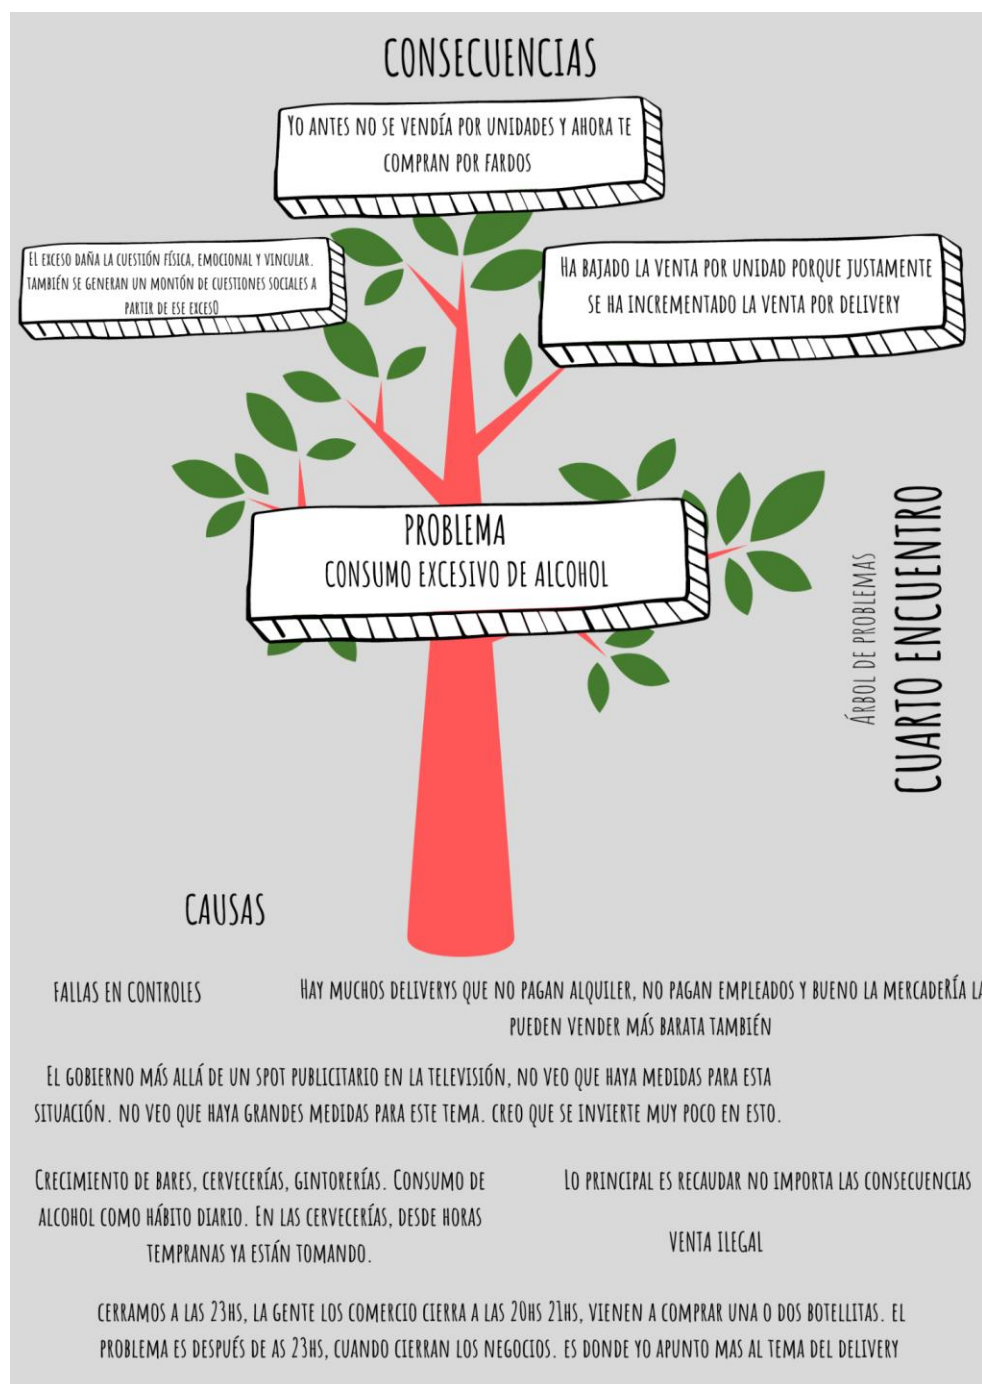 CONSECUENCIAS
YO ANTES NO SE VENDÍA POR UNIDADES Y AHORA TE
COMPRAN POR FARDOS
EL EXCESO DAÑA LA CUESTIÓN FÍSICA, EMOCIONAL Y VINCULAR.
TAMBIÉN SE GENERAN UN MONTÓN DE CUESTIONES SOCIALES A
PARTIR DE ESE EXCESO
HA BAJADO LA VENTA POR UNIDAD PORQUE JUSTAMENTE
SE HA INCREMENTADO LA VENTA POR DELIVERY
PROBLEMA
CONSUMO EXCESIVO DE ALCOHOL
ÁRBOL DE PROBLEMAS
CUARTO ENCUENTRO
CAUSAS
FALLAS EN CONTROLES
HAY MUCHOS DELIVERYS QUE NO PAGAN ALQUILER, NO PAGAN EMPLEADOS Y BUENO LA MERCADERÍA LA
PUEDEN VENDER MÁS BARATA TAMBIÉN
EL GOBIERNO MÁS ALLÁ DE UN SPOT PUBLICITARIO EN LA TELEVISIÓN, NO VEO QUE HAYA MEDIDAS PARA ESTA
SITUACIÓN. NO VEO QUE HAYA GRANDES MEDIDAS PARA ESTE TEMA. CREO QUE SE INVIERTE MUY POCO EN ESTO.
CRECIMIENTO DE BARES, CERVECERÍAS, GINTORERÍAS. CONSUMO DE
ALCOHOL COMO HÁBITO DIARIO. EN LAS CERVECERÍAS, DESDE HORAS
TEMPRANAS YA ESTÁN TOMANDO.
LO PRINCIPAL ES RECAUDAR NO IMPORTA LAS CONSECUENCIAS
VENTA ILEGAL
CERRAMOS A LAS 23HS, LA GENTE LOS COMERCIO CIERRA A LAS 20HS 21HS, VIENEN A COMPRAR UNA O DOS BOTELLITAS. EL
PROBLEMA ES DESPUÉS DE AS 23HS, CUANDO CIERRAN LOS NEGOCIOS. ES DONDE YO APUNTO MAS AL TEMA DEL DELIVERY